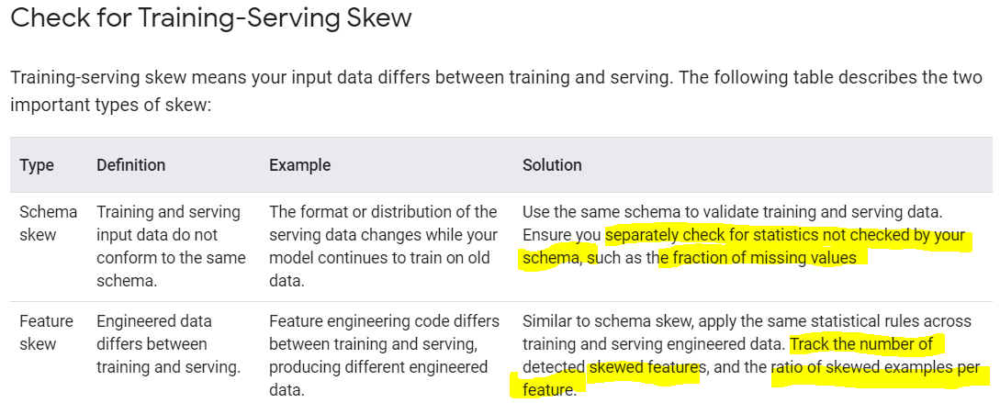 Check for Training-Serving Skew
Training-serving skew means your input data differs between training and serving. The following table describes the two
important types of skew:
Type Definition Example Solution
Schema skew
Training and serving input data do not conform to the same schema.
The format or distribution of the serving data changes while your model continues to train on old data.
Use the same schema to validate training and serving data. Ensure you separately check for statistics not checked by your schema, such as the fraction of missing values
Feature skew
Engineered data differs between training and serving.
Feature engineering code differs between training and serving, producing different engineered data.
Similar to schema skew, apply the same statistical rules across training and serving engineered data. Track the number of detected skewed features, and the ratio of skewed examples per feature.